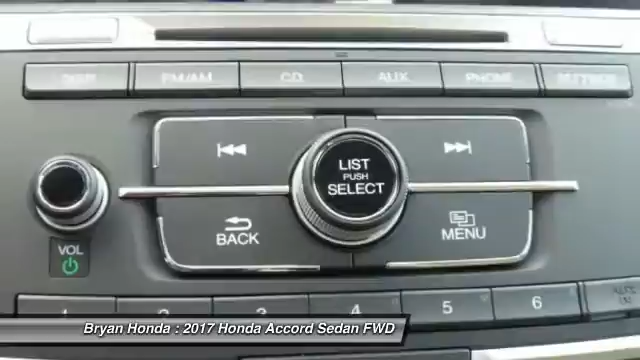 FM/AM CD AUX PHONE
LIST
PUSH
SELECT
BACK
MENU
VOL
4 5 6
Bryan Honda : 2017 Honda Accord Sedan FWD